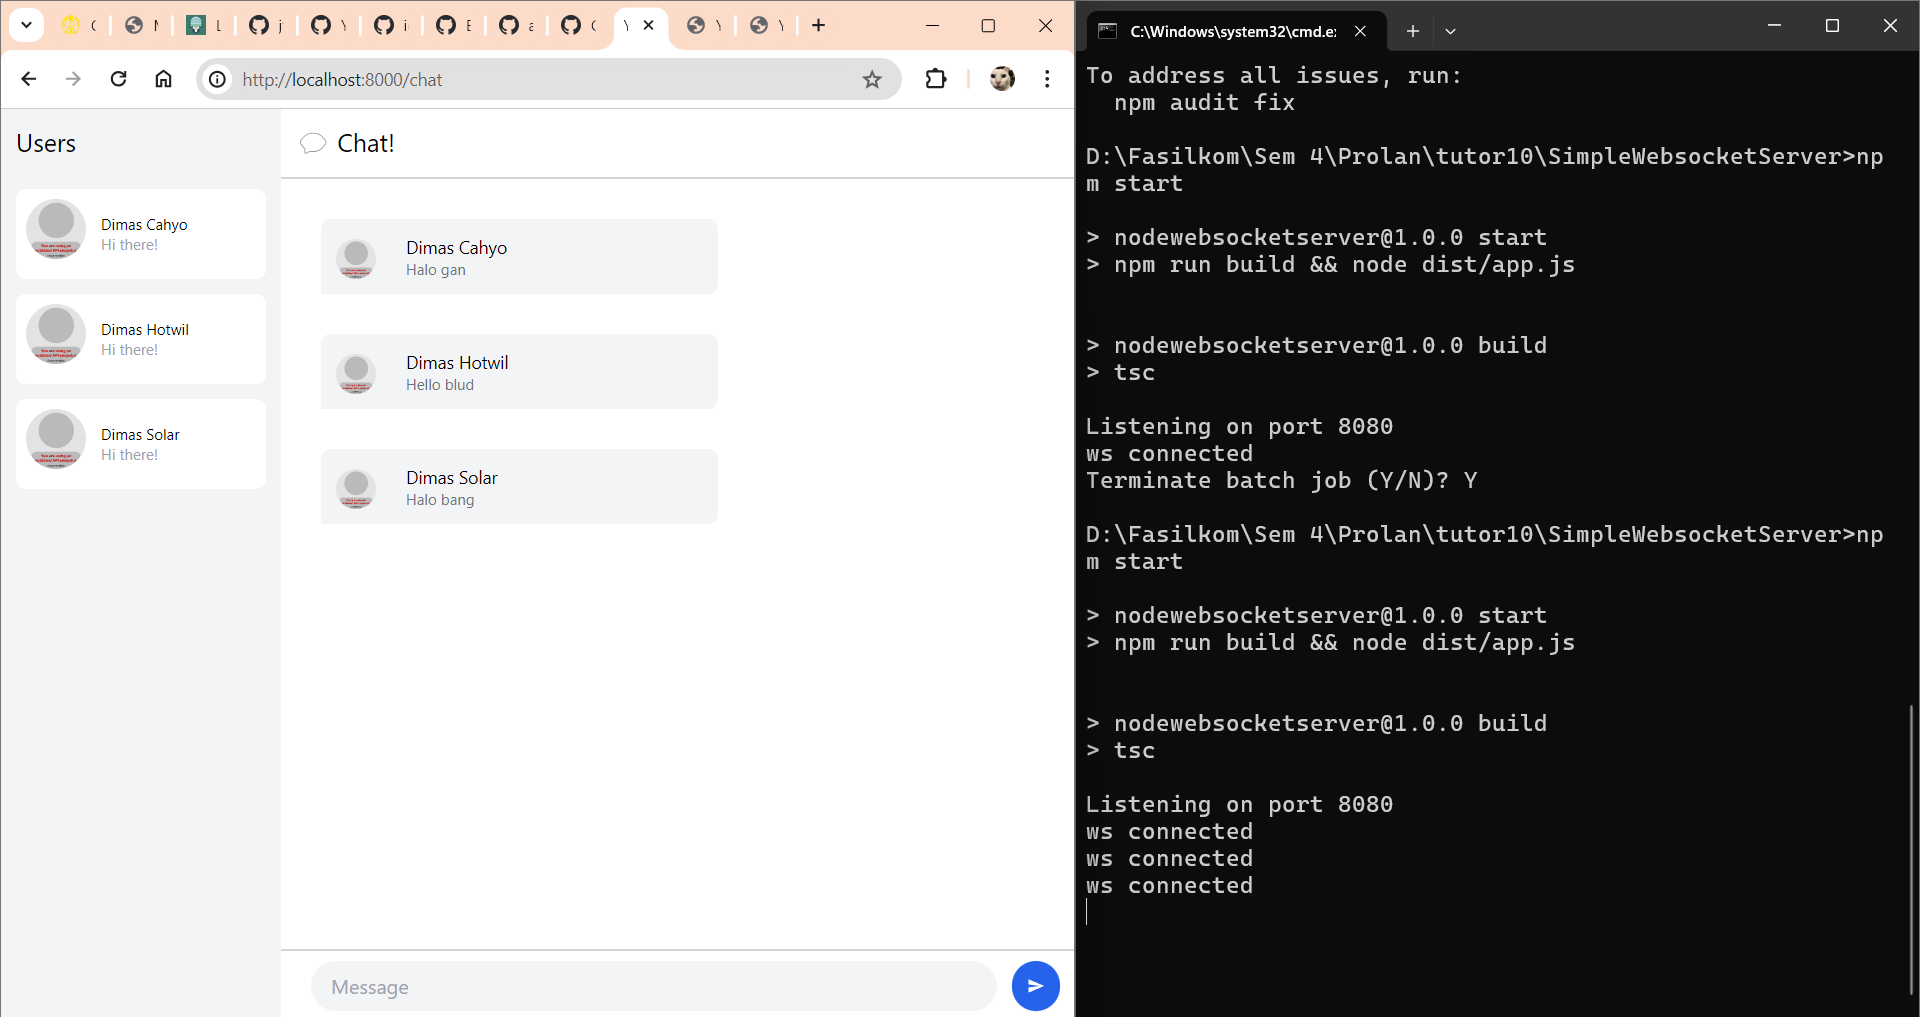 http://localhost:8000/chat
Users
Dimas Cahyo
Hi there!
Dimas Hotwil
Hi there!
Dimas Solar
Hi there!
Chat!
Dimas Cahyo
Halo gan
Dimas Hotwil
Hello blud
Dimas Solar
Halo bang
Message
C:\Windows\system32\cmd.e
To address all issues, run:
npm audit fix
D:\Fasilkom\Sem 4\Prolan\tutor10\SimpleWebsocketServer>np
m start
> nodewebsocketserver@1.0.0 start
> npm run build && node dist/app.js
> nodewebsocketserver@1.0.0 build
> tsc
Listening on port 8080
ws connected
Terminate batch job (Y/N)? Y
D:\Fasilkom\Sem 4\Prolan\tutor10\SimpleWebsocketServer>np
m start
> nodewebsocketserver@1.0.0 start
> npm run build && node dist/app.js
> nodewebsocketserver@1.0.0 build
> tsc
Listening on port 8080
ws connected
ws connected
ws connected